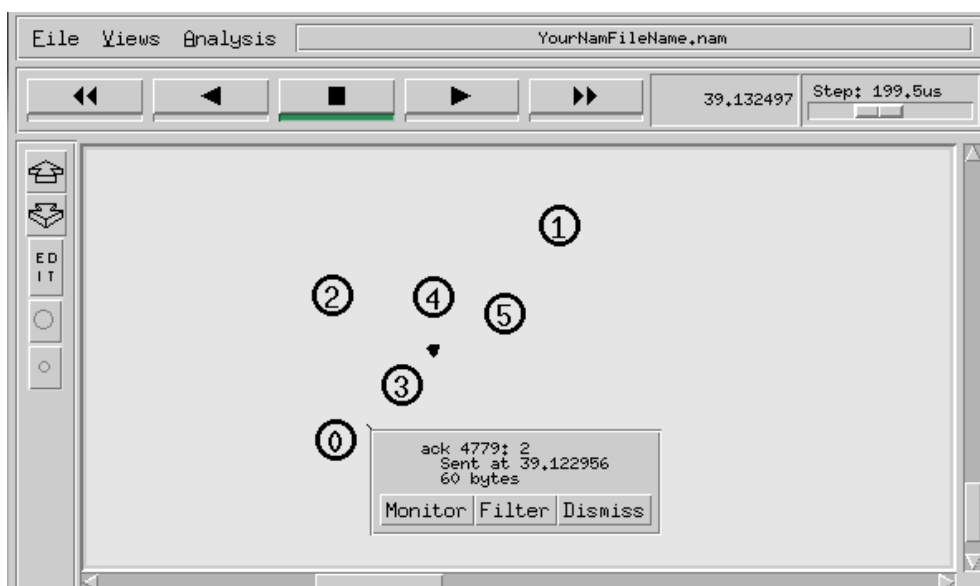 Eile Views Analysis YourNamFileName.nam
39.132497 Step: 199.5us
ED
IT
1
2 4 5
3
0
ack 4779: 2
Sent at 39.122956
60 bytes
Monitor Filter Dismiss